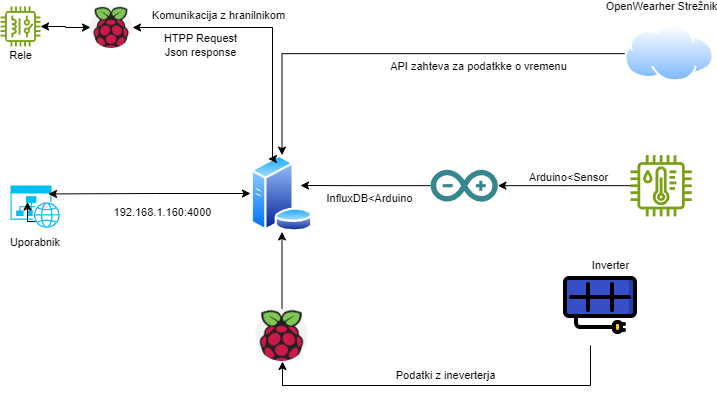 OpenWearher Strežnik
Komunikacija z hranilnikom
HTPP Request
Json response
Rele
API zahteva za podatkke o vremenu
Arduino<Sensor
InfluxDB<Arduino
192.168.1.160:4000
Uporabnik
Inverter
Podatki z ineverterja